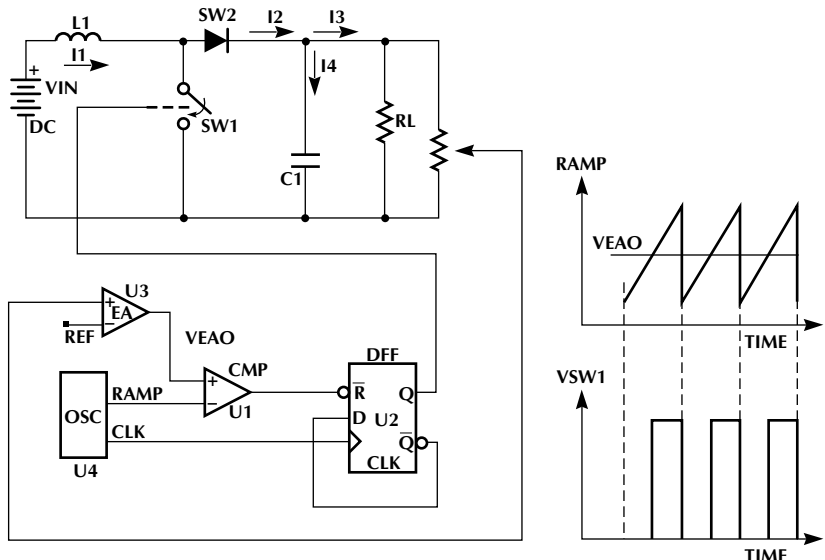 L1
SW2
I1
I2
I3
I4
+
VIN
DC
SW1
C1
RL
U3
+
EA
−
REF
VEAO
CMP
+
−
U1
OSC
RAMP
CLK
U4
DFF
R
Q
D
U2
Q
CLK
RAMP
VEAO
TIME
VSW1
TIME